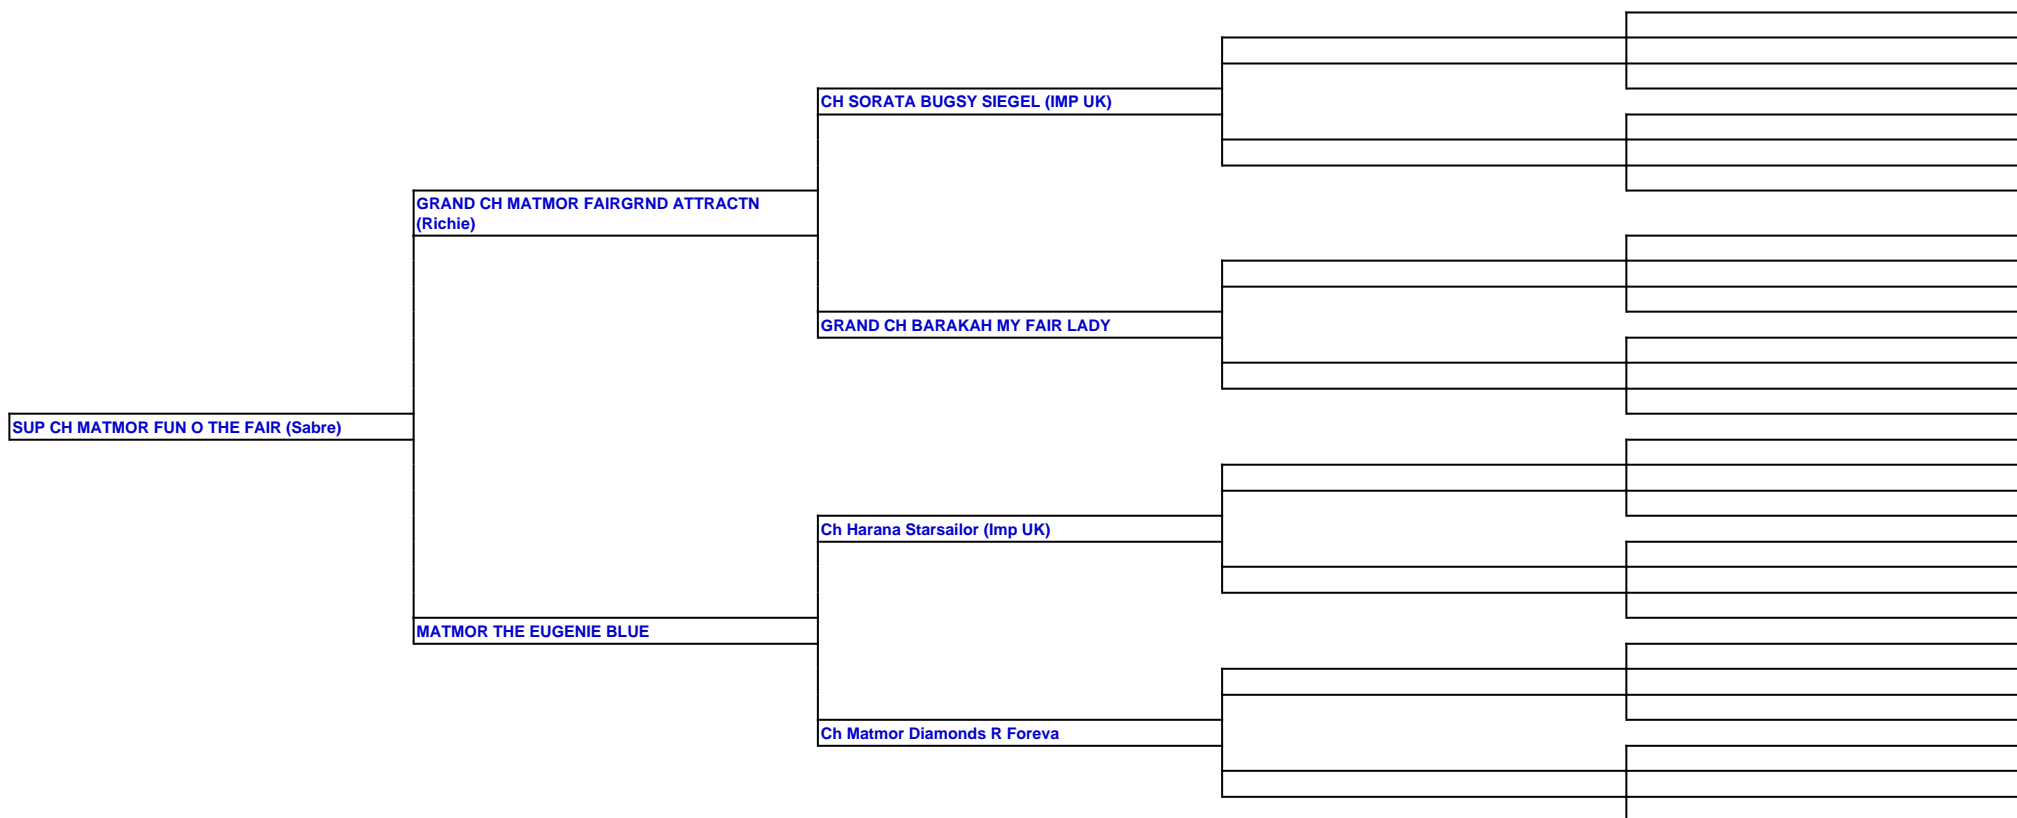 CH SORATA BUGSY SIEGEL (IMP UK)
GRAND CH MATMOR FAIRGRND ATTRACTN
(Richie)
GRAND CH BARAKAH MY FAIR LADY
SUP CH MATMOR FUN O THE FAIR (Sabre)
Ch Harana Starsailor (Imp UK)
MATMOR THE EUGENIE BLUE
Ch Matmor Diamonds R Foreva